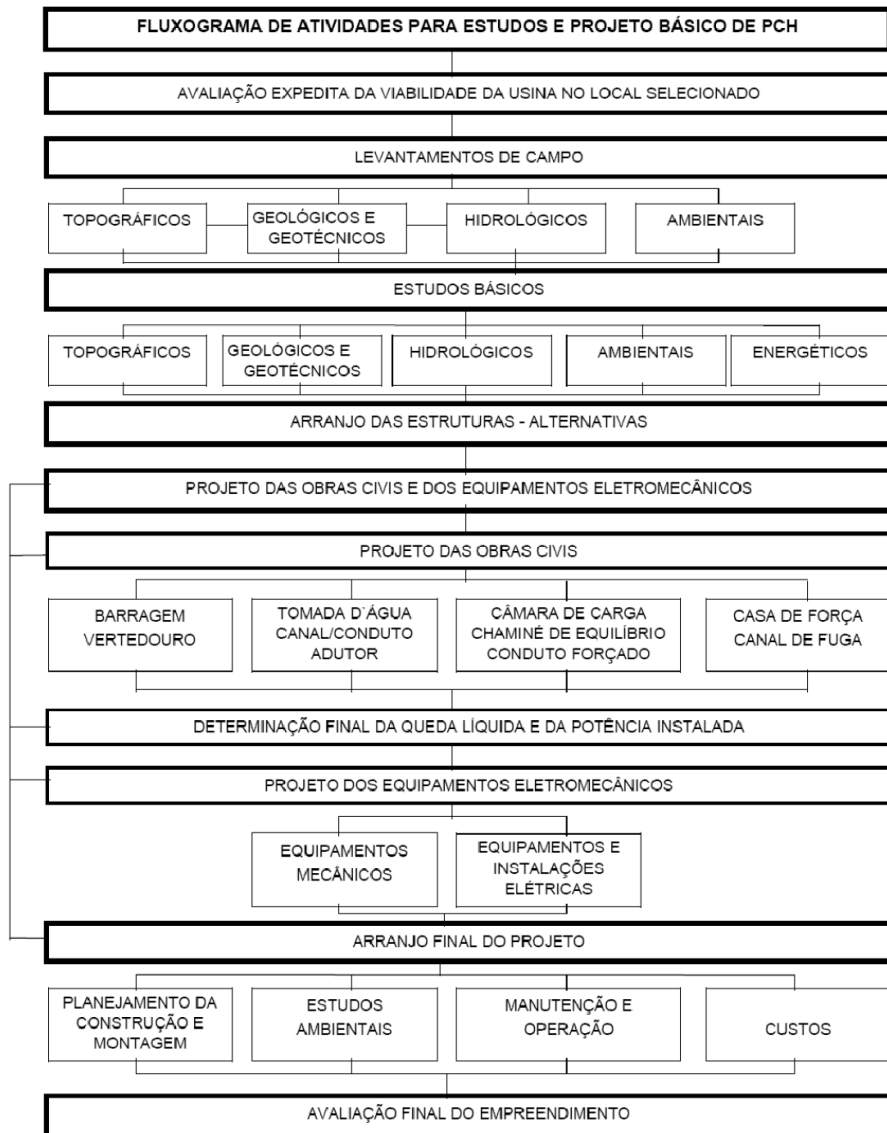 FLUXOGRAMA DE ATIVIDADES PARA ESTUDOS E PROJETO BÁSICO DE PCH
AVALIAÇÃO EXPEDITA DA VIABILIDADE DA USINA NO LOCAL SELECIONADO
LEVANTAMENTOS DE CAMPO
TOPOGRÁFICOS
GEOLÓGICOS E
GEOTÉCNICOS
HIDROLÓGICOS
AMBIENTAIS
ESTUDOS BÁSICOS
TOPOGRÁFICOS
GEOLÓGICOS E
GEOTÉCNICOS
HIDROLÓGICOS
AMBIENTAIS
ENERGÉTICOS
ARRANJO DAS ESTRUTURAS - ALTERNATIVAS
PROJETO DAS OBRAS CIVIS E DOS EQUIPAMENTOS ELETROMECÂNICOS
PROJETO DAS OBRAS CIVIS
BARRAGEM
VERTEDOURO
TOMADA D`ÁGUA
CANAL/CONDUTO
ADUTOR
CÂMARA DE CARGA
CHAMINÉ DE EQUILÍBRIO
CONDUTO FORÇADO
CASA DE FORÇA
CANAL DE FUGA
DETERMINAÇÃO FINAL DA QUEDA LÍQUIDA E DA POTÊNCIA INSTALADA
PROJETO DOS EQUIPAMENTOS ELETROMECÂNICOS
EQUIPAMENTOS
MECÂNICOS
EQUIPAMENTOS E
INSTALAÇÕES
ELÉTRICAS
ARRANJO FINAL DO PROJETO
PLANEJAMENTO DA
CONSTRUÇÃO E
MONTAGEM
ESTUDOS
AMBIENTAIS
MANUTENÇÃO E
OPERAÇÃO
CUSTOS
AVALIAÇÃO FINAL DO EMPREENDIMENTO